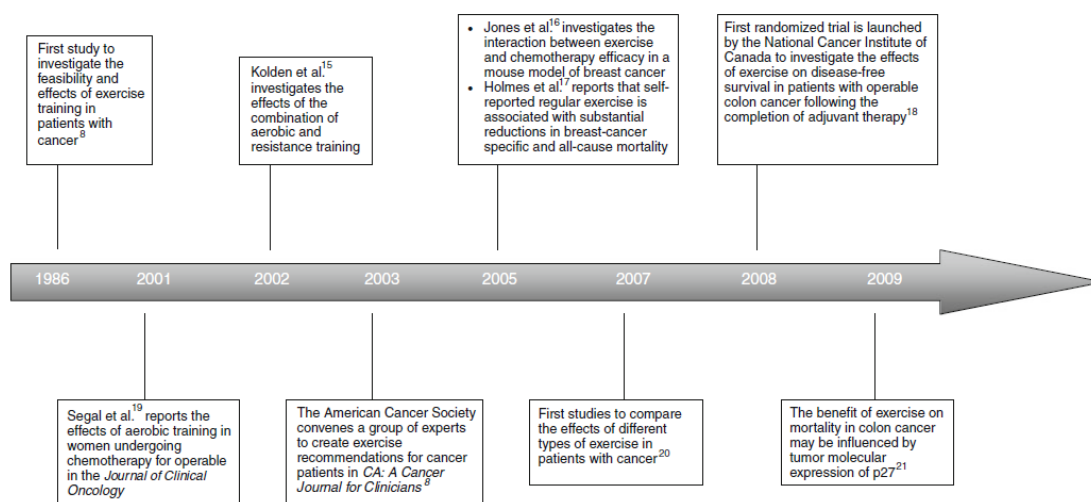 First study to
investigate the
feasibility and
effects of exercise
training in
patients with
cancer8
Kolden et al.15
investigates the
effects of the
combination of
aerobic and
resistance training
• Jones et al.16 investigates the
interaction between exercise
and chemotherapy efficacy in a
mouse model of breast cancer
• Holmes et al.17 reports that self-
reported regular exercise is
associated with substantial
reductions in breast-cancer
specific and all-cause mortality
First randomized trial is launched
by the National Cancer Institute of
Canada to investigate the effects
of exercise on disease-free
survival in patients with operable
colon cancer following the
completion of adjuvant therapy18
1986 2001 2002 2003 2005 2007 2008 2009
Segal et al.19 reports the
effects of aerobic training in
women undergoing
chemotherapy for operable
in the Journal of Clinical
Oncology
The American Cancer Society
convenes a group of experts
to create exercise
recommendations for cancer
patients in CA: A Cancer
Journal for Clinicians8
First studies to compare
the effects of different
types of exercise in
patients with cancer20
The benefit of exercise on
mortality in colon cancer
may be influenced by
tumor molecular
expression of p2721